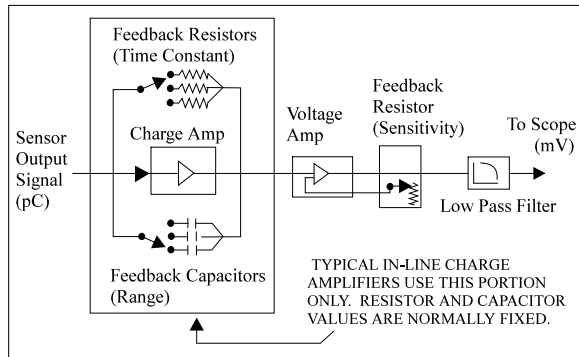 Feedback Resistors
(Time Constant)
Charge Amp
Sensor
Output
Signal
(pC)
Feedback Capacitors
(Range)
Voltage
Amp
Feedback
Resistor
(Sensitivity)
To Scope
(mV)
Low Pass Filter
TYPICAL IN-LINE CHARGE
AMPLIFIERS USE THIS PORTION
ONLY. RESISTOR AND CAPACITOR
VALUES ARE NORMALLY FIXED.